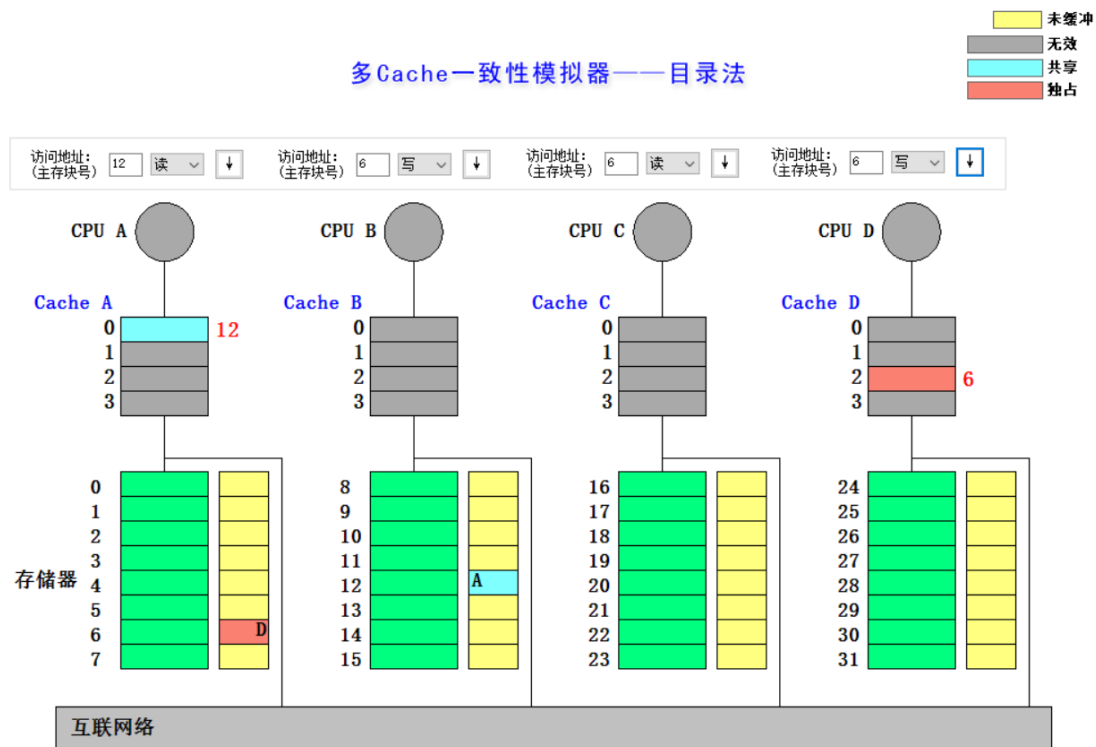 未缓冲
无效
共享
独占
多Cache一致性模拟器——目录法
访问地址: 12 读 ↓ 访问地址: 6 写 ↓ 访问地址: 6 读 ↓ 访问地址: 6 写 ↓
(主存块号) (主存块号) (主存块号) (主存块号)
CPU A CPU B CPU C CPU D
Cache A Cache B Cache C Cache D
0 12 0 0 0
1 1 1 1
2 2 2 2 6
3 3 3 3
0 8 16 24
1 9 17 25
2 10 18 26
3 11 19 27
存储器 4 12 A 20 28
5 13 21 29
6 D 14 22 30
7 15 23 31
互联网络